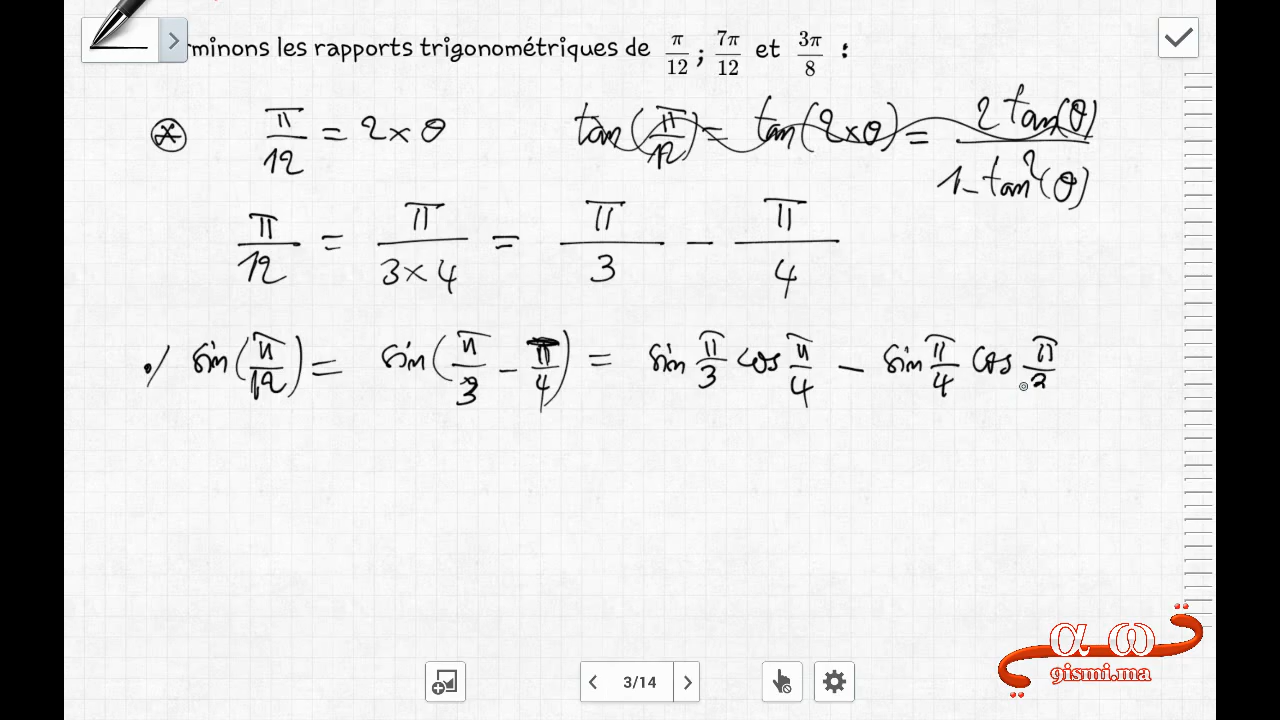 rminons les rapports trigonométriques de π/12 ; 7π/12 et 3π/8 :
⊛ π/12 = 2 × θ tan(π/12) = tan(2×θ) = 2 tan(θ) / 1 - tan²(θ)
π/12 = π/3×4 = π/3 - π/4
•/ sin(π/12) = sin(π/3 - π/4) = sin π/3 cos π/4 - sin π/4 cos π/3
α ω
gismi.ma
3/14